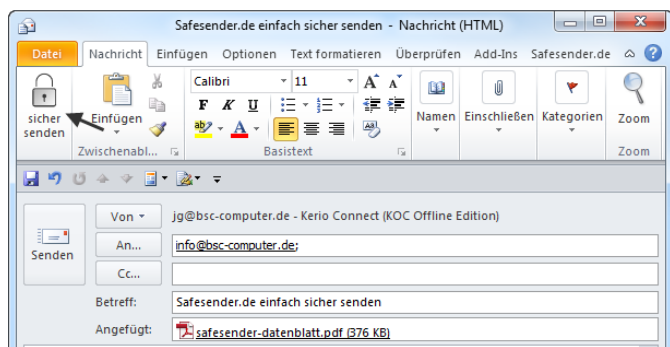 Safesender.de einfach sicher senden - Nachricht (HTML)
Datei Nachricht Einfügen Optionen Text formatieren Überprüfen Add-Ins Safesender.de
sicher senden
Einfügen
Zwischenabl...
Calibri 11 A A
F K U
ab A Aa
Basistext
Namen
Einschließen
Kategorien
Zoom
Zoom
Senden
Von jg@bsc-computer.de - Kerio Connect (KOC Offline Edition)
An... info@bsc-computer.de;
Cc...
Betreff: Safesender.de einfach sicher senden
Angefügt: safesender-datenblatt.pdf (376 KB)